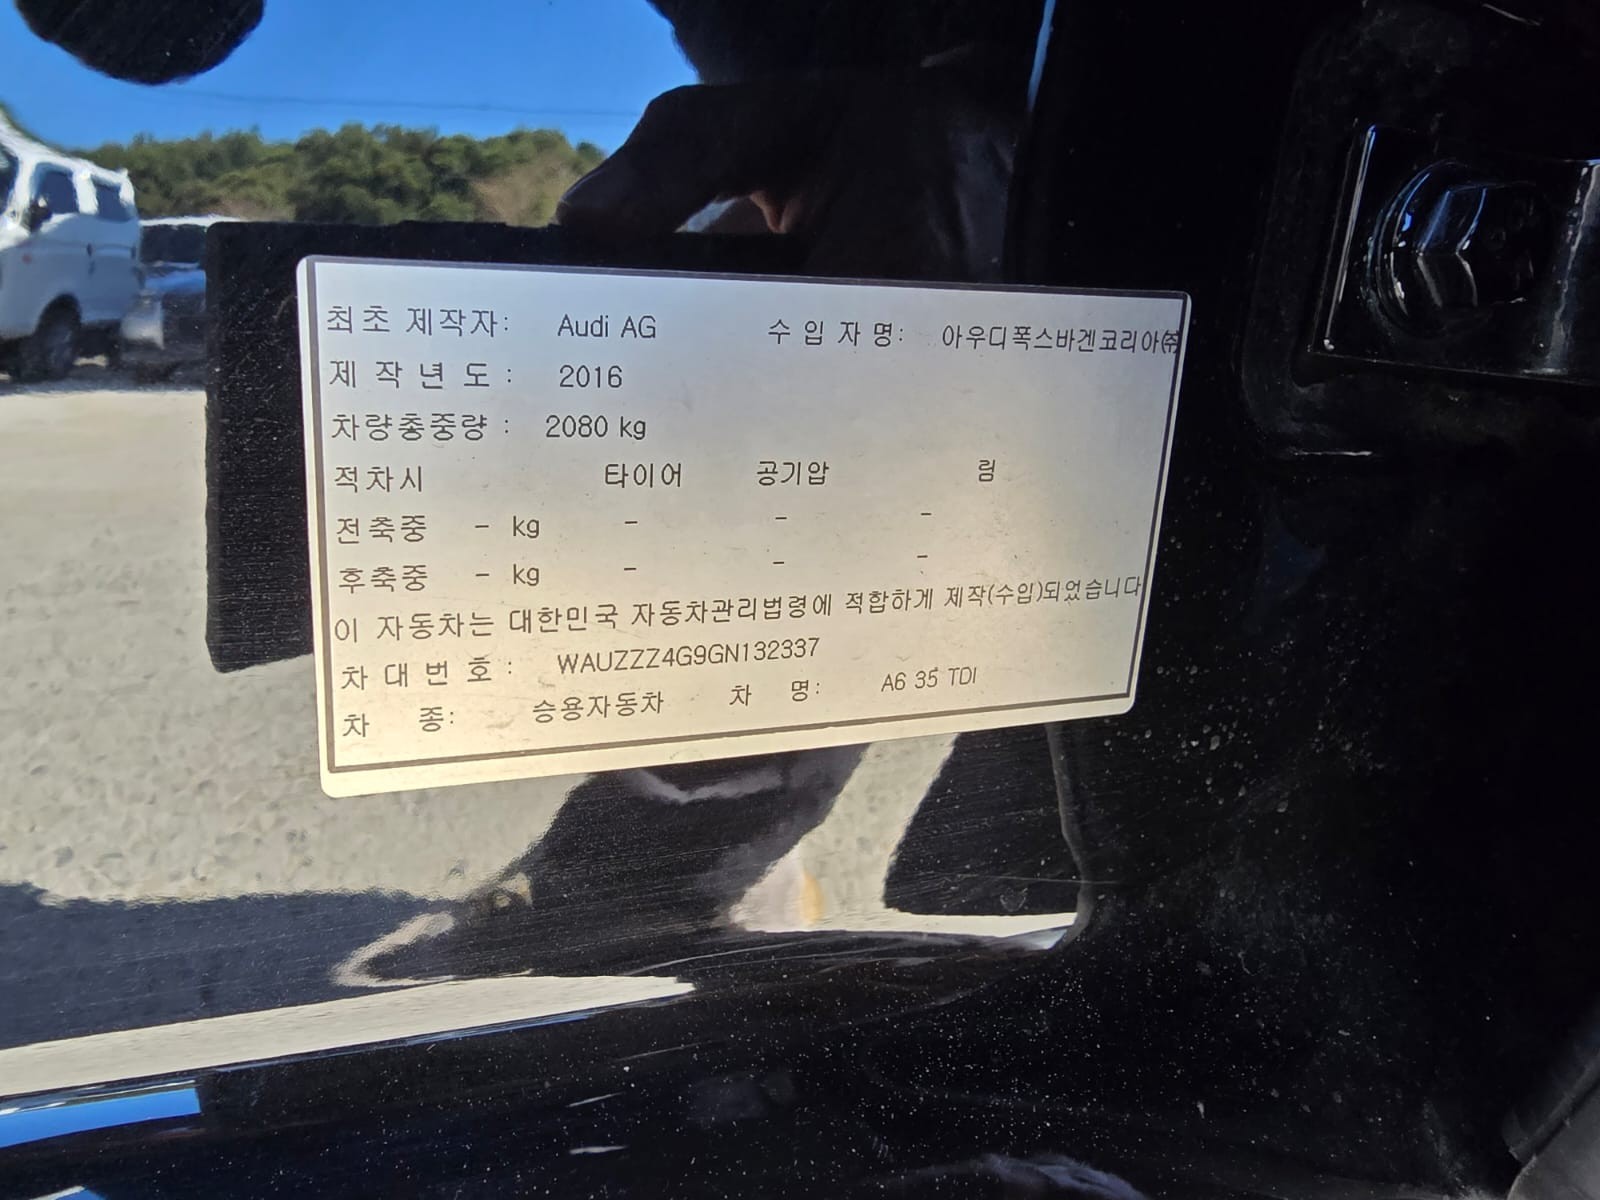 최초 제작자: Audi AG 수 입 자 명: 아우디폭스바겐코리아㈜
제 작 년 도 : 2016
차량총중량 : 2080 kg
적차시 타이어 공기압 림
전축중 - kg - - -
후축중 - kg - - -
이 자동차는 대한민국 자동차관리법령에 적합하게 제작(수입)되었습니다
차 대 번 호 : WAUZZZ4G9GN132337
차 종: 승용자동차 차 명: A6 35 TDI